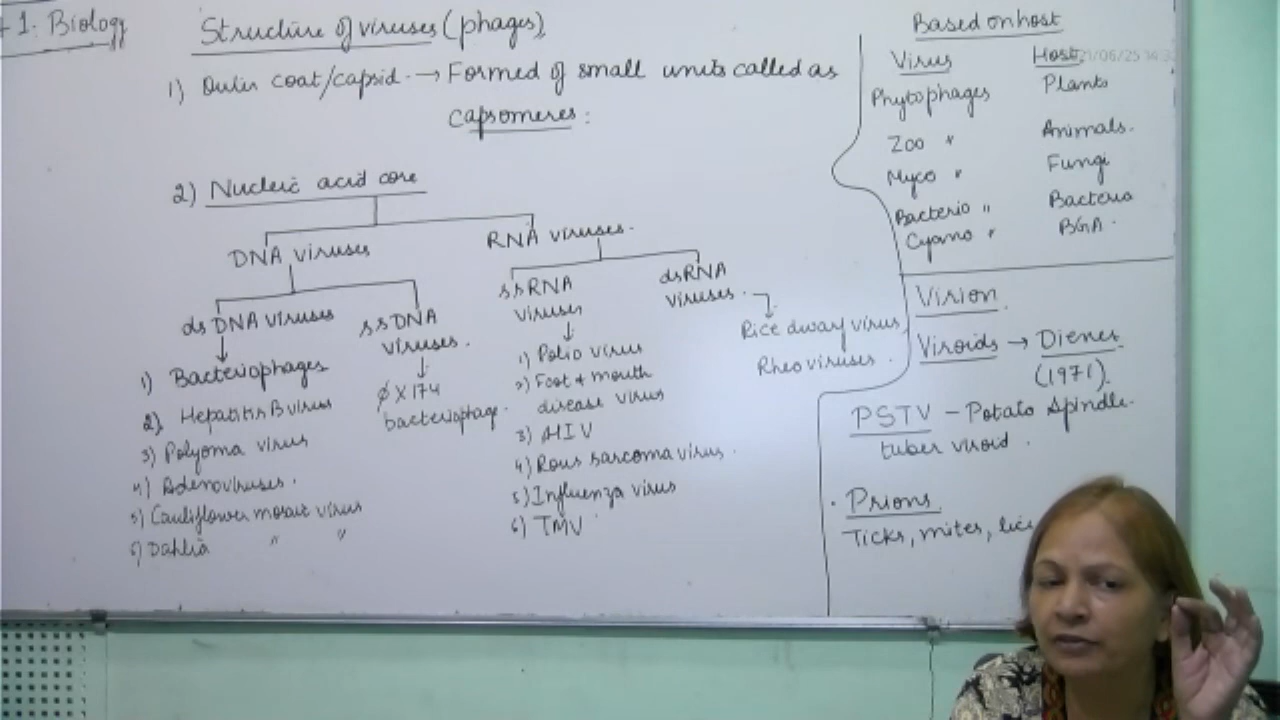 1. Biology
Structure of viruses (phages)
1) Outer coat/capsid. → Formed of small units called as
capsomeres:
2) Nucleic acid core
DNA viruses
RNA viruses.
dsDNA viruses
ssDNA
viruses.
ssRNA
viruses
dsRNA
viruses.
1) Bacteriophages
2) Hepatitis B virus
3) Polyoma virus
4) Adenoviruses.
5) Cauliflower mosaic virus
6) Dahlia " "
ϕX174
bacteriophage.
1) Polio virus
2) Foot & mouth
disease virus
3) HIV
4) Rous sarcoma virus.
5) Influenza virus
6) TMV
Rice dwarf virus
Rheoviruses.
Based on host
Virus Host
Phytophages Plants
Zoo " Animals.
Myco " Fungi
Bacterio " Bacteria
Cyano " BGA.
Virion
Viroids → Diener
(1971).
PSTV - Potato Spindle
tuber viroid.
. Prions
Ticks, mites, lice